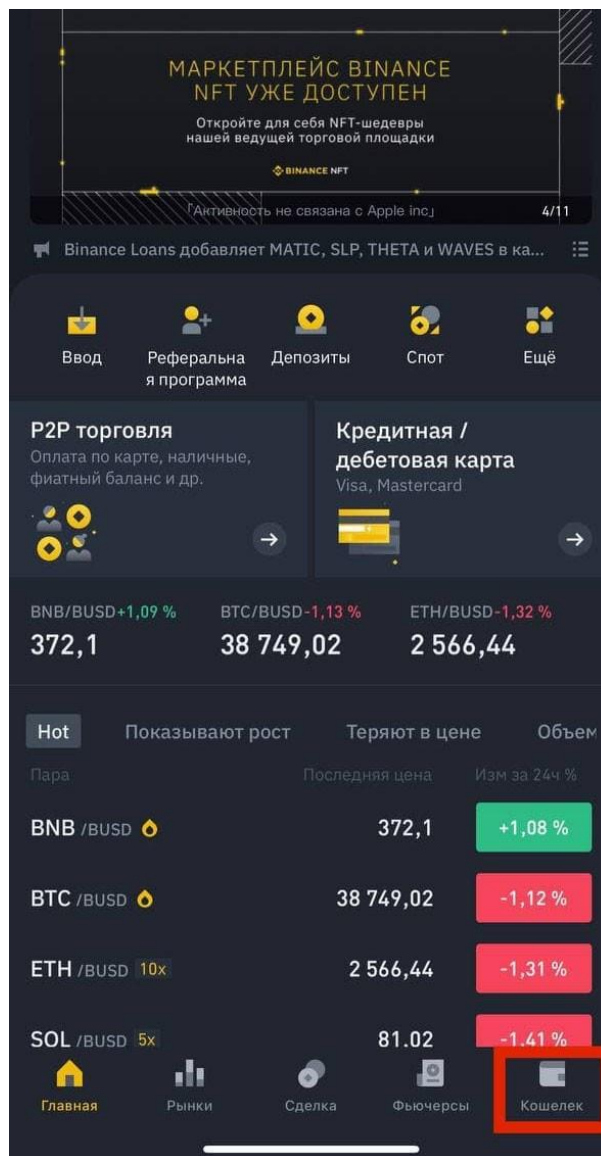 МАРКЕТПЛЕЙС BINANCE
NFT УЖЕ ДОСТУПЕН
Откройте для себя NFT-шедевры
нашей ведущей торговой площадки
BINANCE NFT
「Активность не связана с Apple inc」
4/11
Binance Loans добавляет MATIC, SLP, THETA и WAVES в ка...
Ввод
Реферальна
я программа
Депозиты
Спот
Ещё
P2P торговля
Оплата по карте, наличные,
фиатный баланс и др.
Кредитная /
дебетовая карта
Visa, Mastercard
BNB/BUSD+1,09 %
372,1
BTC/BUSD-1,13 %
38 749,02
ETH/BUSD-1,32 %
2 566,44
Hot Показывают рост Теряют в цене Объем
Пара Последняя цена Изм за 24ч %
BNB /BUSD 372,1 +1,08 %
BTC /BUSD 38 749,02 -1,12 %
ETH /BUSD 10x 2 566,44 -1,31 %
SOL /BUSD 5x 81.02 -1.41 %
Главная Рынки Сделка Фьючерсы Кошелек